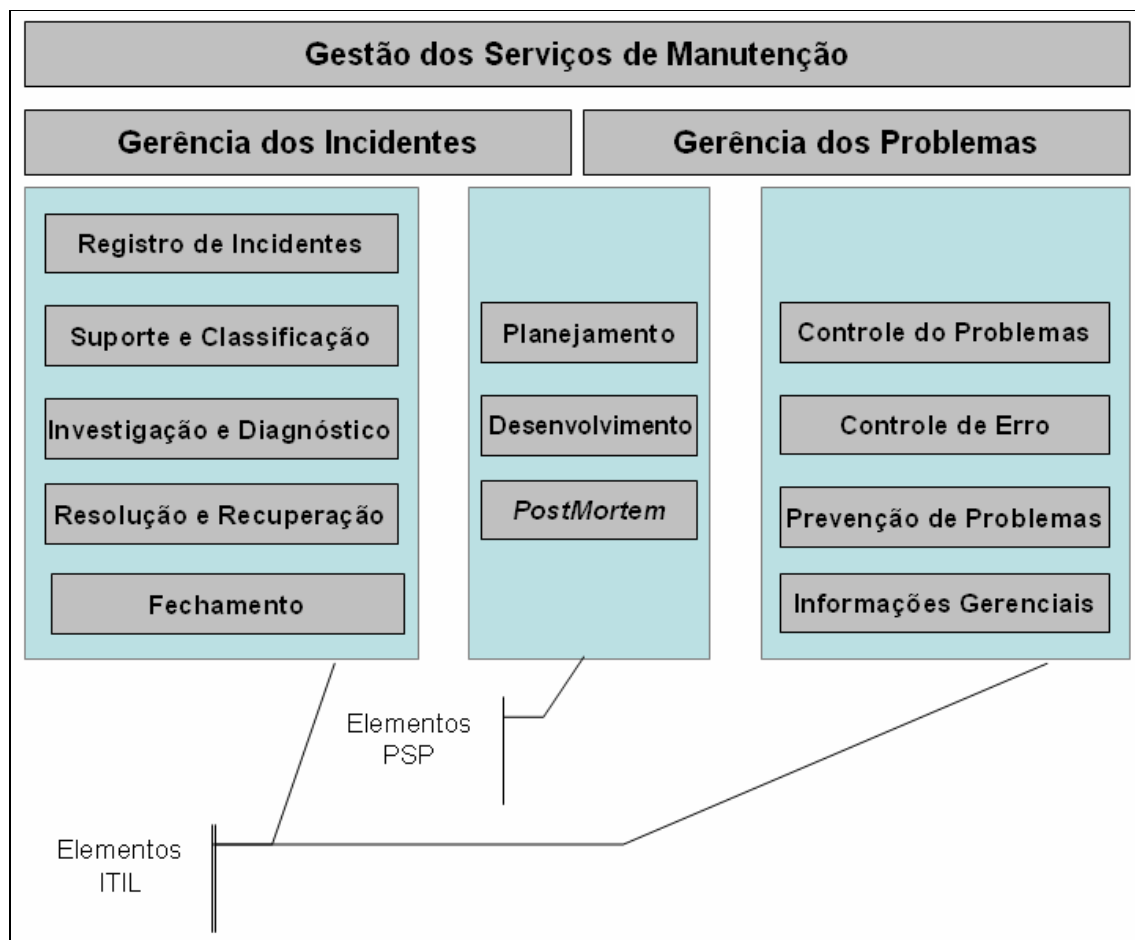 Gestão dos Serviços de Manutenção
Gerência dos Incidentes
Gerência dos Problemas
Registro de Incidentes
Suporte e Classificação
Investigação e Diagnóstico
Resolução e Recuperação
Fechamento
Planejamento
Desenvolvimento
PostMortem
Controle do Problemas
Controle de Erro
Prevenção de Problemas
Informações Gerenciais
Elementos
PSP
Elementos
ITIL